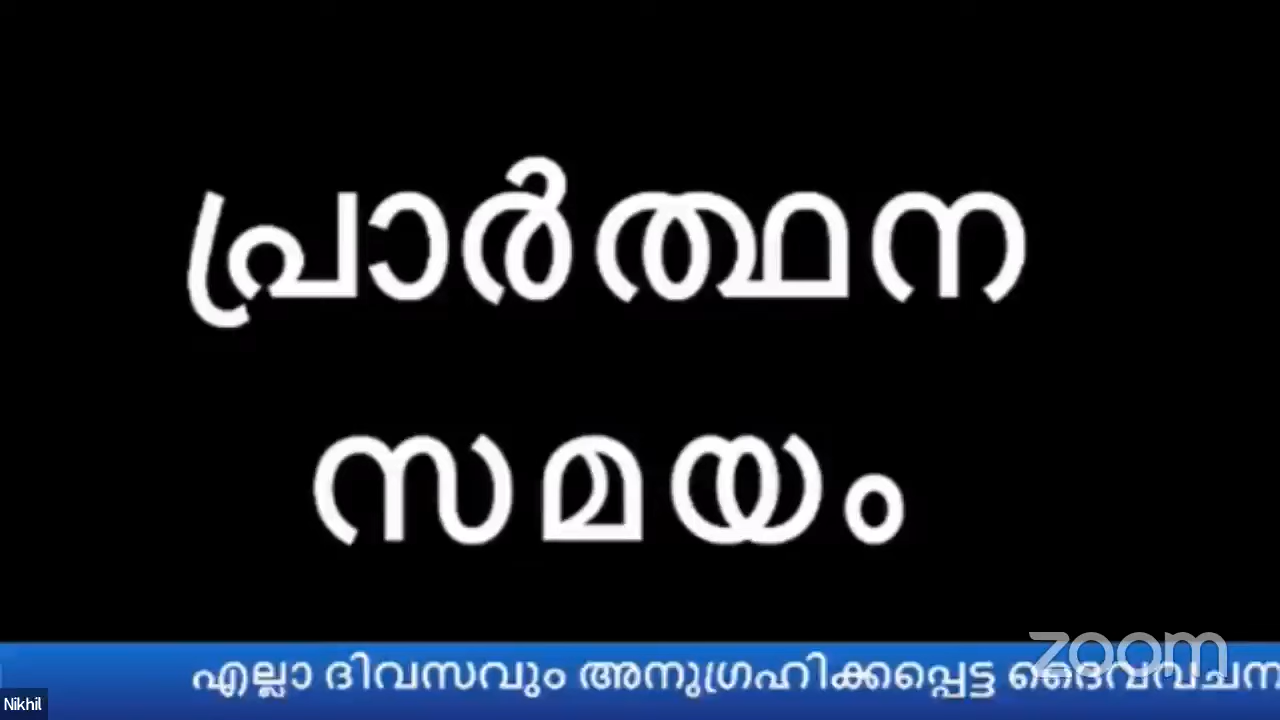 പ്രാർത്ഥന
സമയം
zoom
എല്ലാ ദിവസവും അനുഗ്രഹിക്കപ്പെട്ട ദൈവവചന
Nikhil